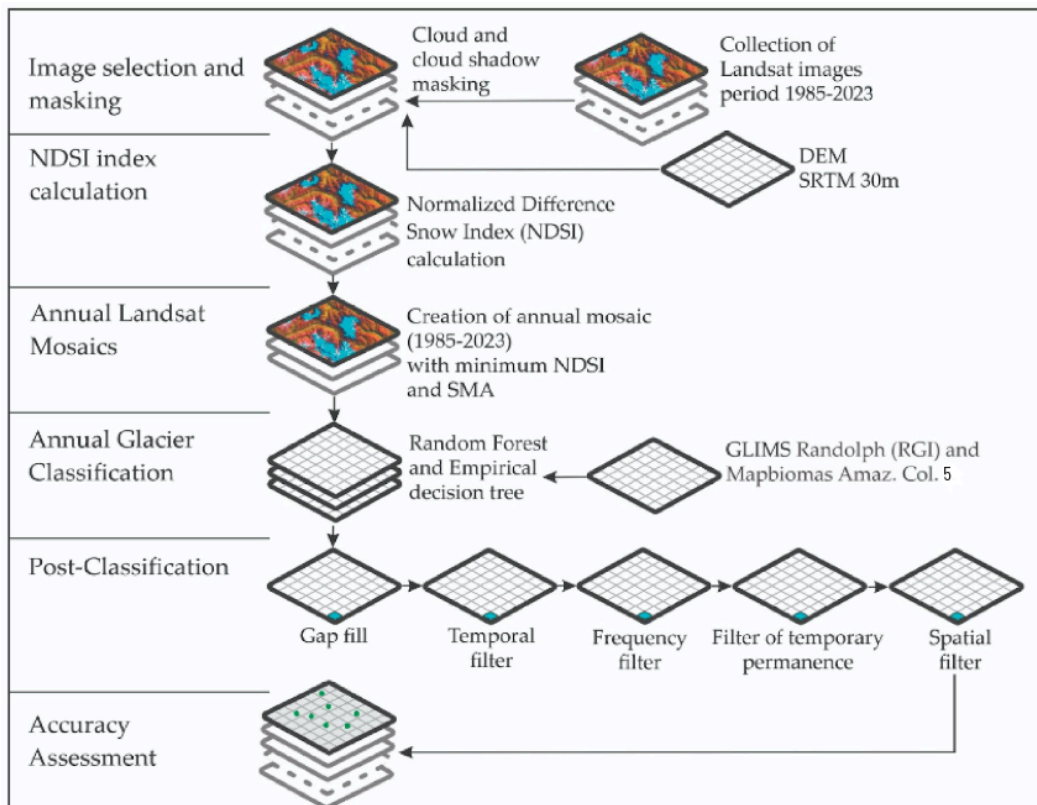 Image selection and
masking
Cloud and
cloud shadow
masking
Collection of
Landsat images
period 1985-2023
DEM
SRTM 30m
NDSI index
calculation
Normalized Difference
Snow Index (NDSI)
calculation
Annual Landsat
Mosaics
Creation of annual mosaic
(1985-2023)
with minimum NDSI
and SMA
Annual Glacier
Classification
Random Forest
and Empirical
decision tree
GLIMS Randolph (RGI) and
Mapbiomas Amaz. Col. 5
Post-Classification
Gap fill
Temporal
filter
Frequency
filter
Filter of temporary
permanence
Spatial
filter
Accuracy
Assessment